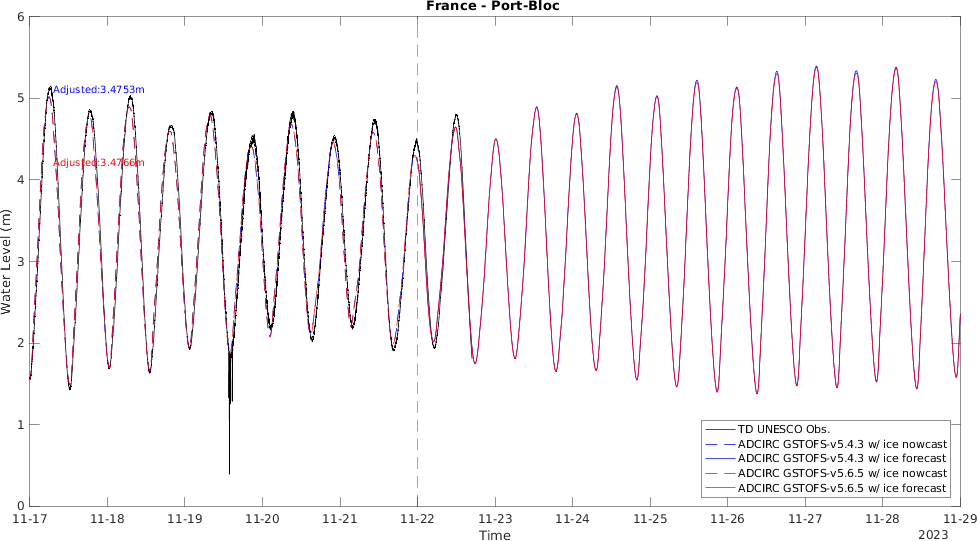 France - Port-Bloc
Water Level (m)
6
5
4
3
2
1
0
Adjusted:3.4753m
Adjusted:3.4766m
TD UNESCO Obs.
ADCIRC GSTOFS-v5.4.3 w/ ice nowcast
ADCIRC GSTOFS-v5.4.3 w/ ice forecast
ADCIRC GSTOFS-v5.6.5 w/ ice nowcast
ADCIRC GSTOFS-v5.6.5 w/ ice forecast
11-17 11-18 11-19 11-20 11-21 11-22 11-23 11-24 11-25 11-26 11-27 11-28 11-29
Time
2023